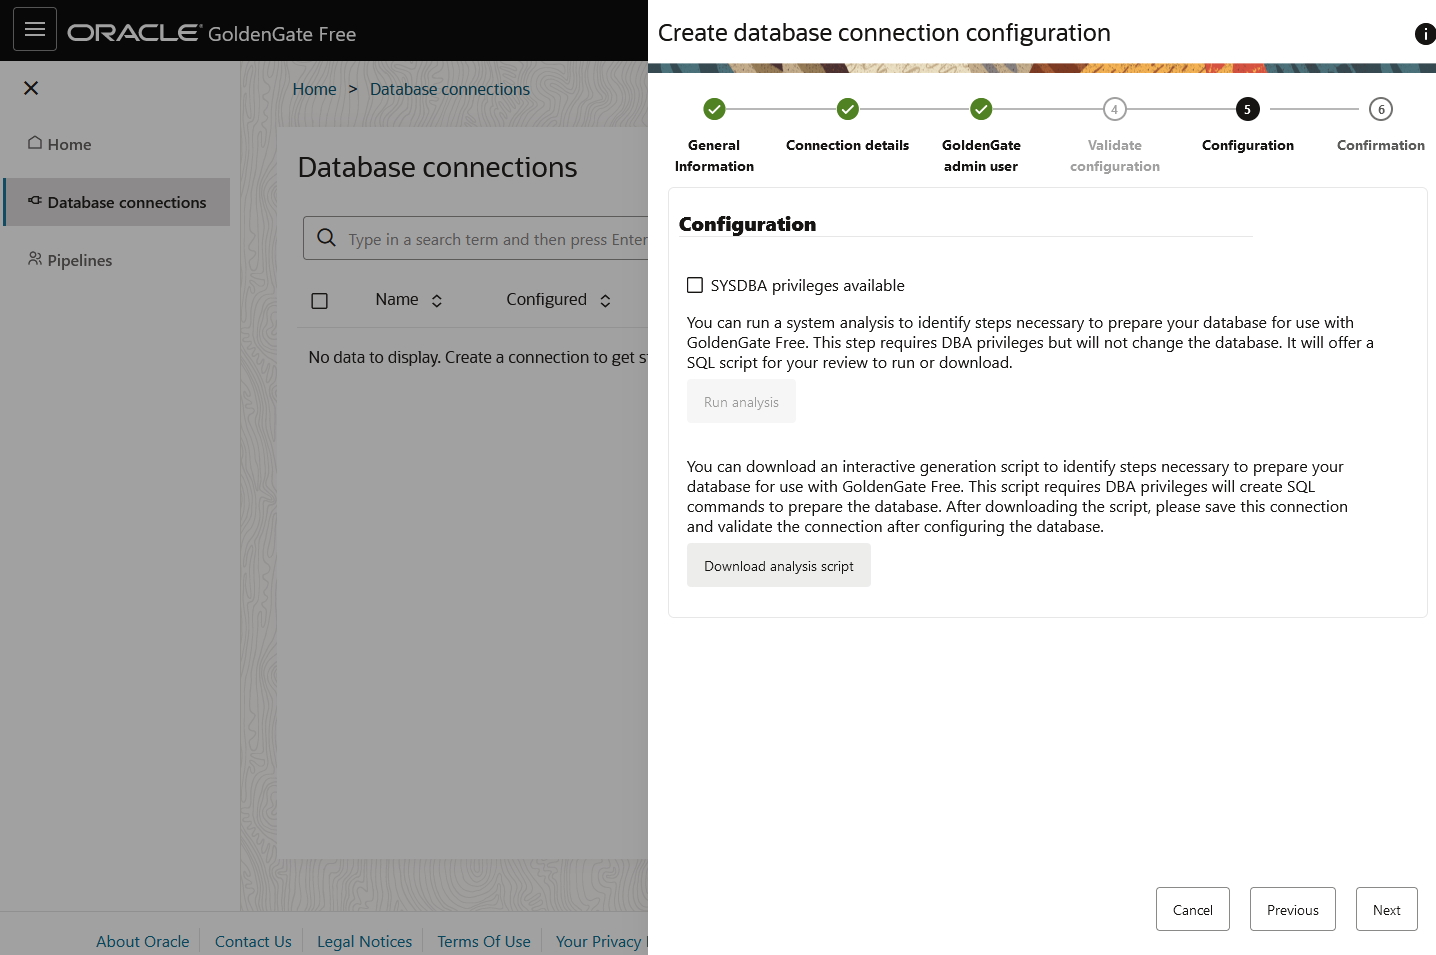 ORACLE GoldenGate Free
Create database connection configuration
Home > Database connections
Home
Database connections
Pipelines
Database connections
Type in a search term and then press Enter
Name
Configured
No data to display. Create a connection to get
General Information
Connection details
GoldenGate admin user
4
Validate configuration
5
Configuration
6
Confirmation
Configuration
SYSDBA privileges available
You can run a system analysis to identify steps necessary to prepare your database for use with
GoldenGate Free. This step requires DBA privileges but will not change the database. It will offer a
SQL script for your review to run or download.
Run analysis
You can download an interactive generation script to identify steps necessary to prepare your
database for use with GoldenGate Free. This script requires DBA privileges will create SQL
commands to prepare the database. After downloading the script, please save this connection
and validate the connection after configuring the database.
Download analysis script
Cancel
Previous
Next
About Oracle
Contact Us
Legal Notices
Terms Of Use
Your Privacy